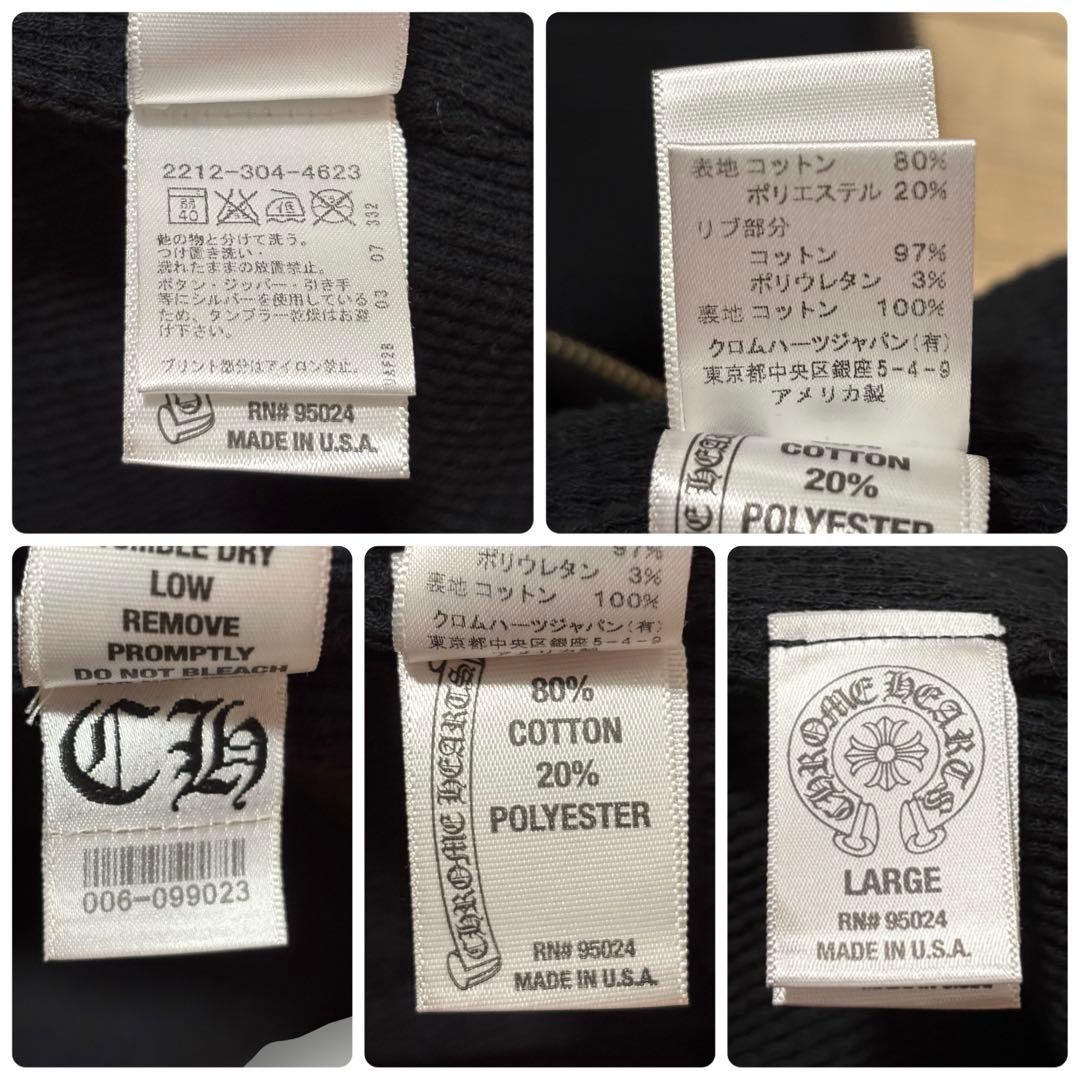 2212-304-4623
弱
40
低
他の物と分けて洗う。
つけ置き洗い・
濡れたままの放置禁止。
ボタン・ジッパー・引き手
等にシルバーを使用している
ため、タンブラー乾燥はお避
け下さい。
プリント部分はアイロン禁止。
03 07 332
RN# 95024
MADE IN U.S.A.
表地 コットン 80%
ポリエステル 20%
リブ部分
コットン 97%
ポリウレタン 3%
裏地 コットン 100%
クロムハーツジャパン(有)
東京都中央区銀座5-4-9
アメリカ製
COTTON
20%
POLYESTER
TUMBLE DRY
LOW
REMOVE
PROMPTLY
DO NOT BLEACH
CH
006-099023
97%
ポリウレタン 3%
裏地 コットン 100%
クロムハーツジャパン(有)
東京都中央区銀座5-4-9
アメリカ製
CHROME HEARTS
80%
COTTON
20%
POLYESTER
RN# 95024
MADE IN U.S.A.
CHROME HEARTS
LARGE
RN# 95024
MADE IN U.S.A.